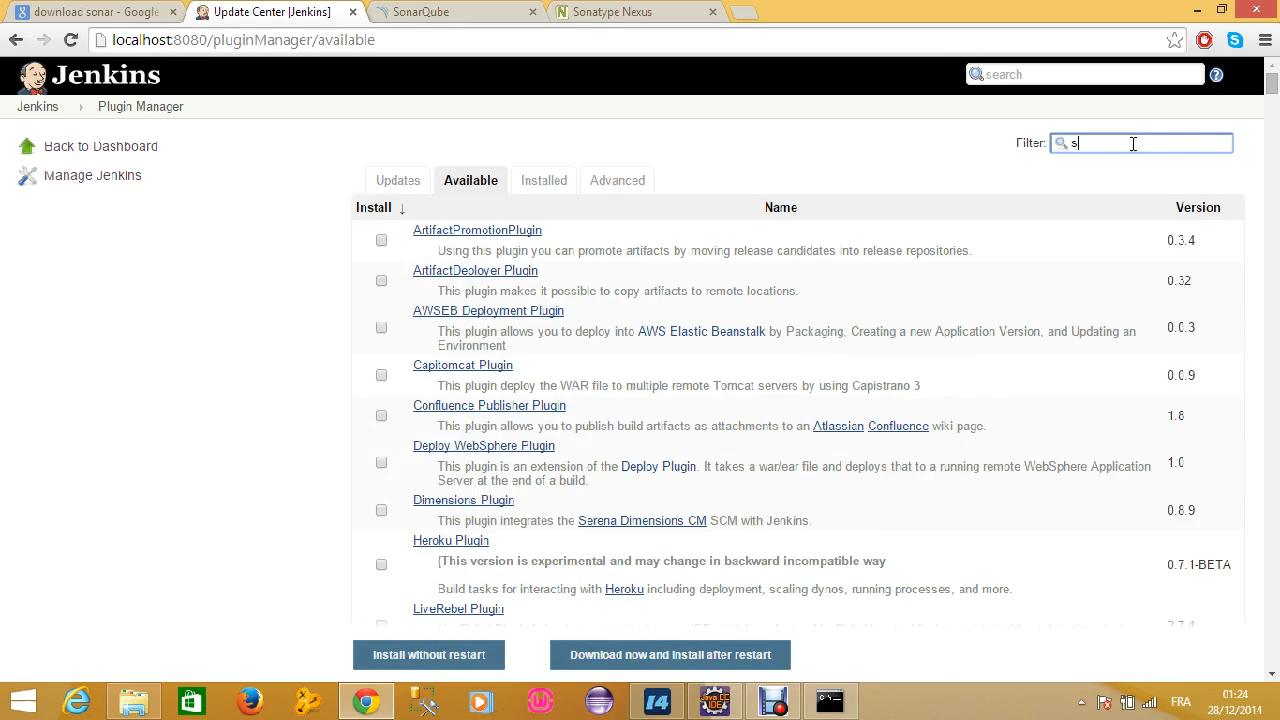 download sonar - Google
Update Center [Jenkins]
SonarQube
Sonatype Nexus
localhost:8080/pluginManager/available
Jenkins
search
Jenkins
Plugin Manager
Back to Dashboard
Manage Jenkins
Filter: s
Updates
Available
Installed
Advanced
Install ↓
Name
Version
ArtifactPromotionPlugin
Using this plugin you can promote artifacts by moving release candidates into release repositories.
0.3.4
ArtifactDeployer Plugin
This plugin makes it possible to copy artifacts to remote locations.
0.32
AWSEB Deployment Plugin
This plugin allows you to deploy into AWS Elastic Beanstalk by Packaging, Creating a new Application Version, and Updating an
Environment
0.0.3
Capitomcat Plugin
This plugin deploy the WAR file to multiple remote Tomcat servers by using Capistrano 3
0.0.9
Confluence Publisher Plugin
This plugin allows you to publish build artifacts as attachments to an Atlassian Confluence wiki page.
1.8
Deploy WebSphere Plugin
This plugin is an extension of the Deploy Plugin. It takes a war/ear file and deploys that to a running remote WebSphere Application
Server at the end of a build.
1.0
Dimensions Plugin
This plugin integrates the Serena Dimensions CM SCM with Jenkins.
0.8.9
Heroku Plugin
[This version is experimental and may change in backward incompatible way
Build tasks for interacting with Heroku including deployment, scaling dynos, running processes, and more.
0.7.1-BETA
LiveRebel Plugin
2.7.4
Install without restart
Download now and install after restart
FRA
01:24
28/12/2014